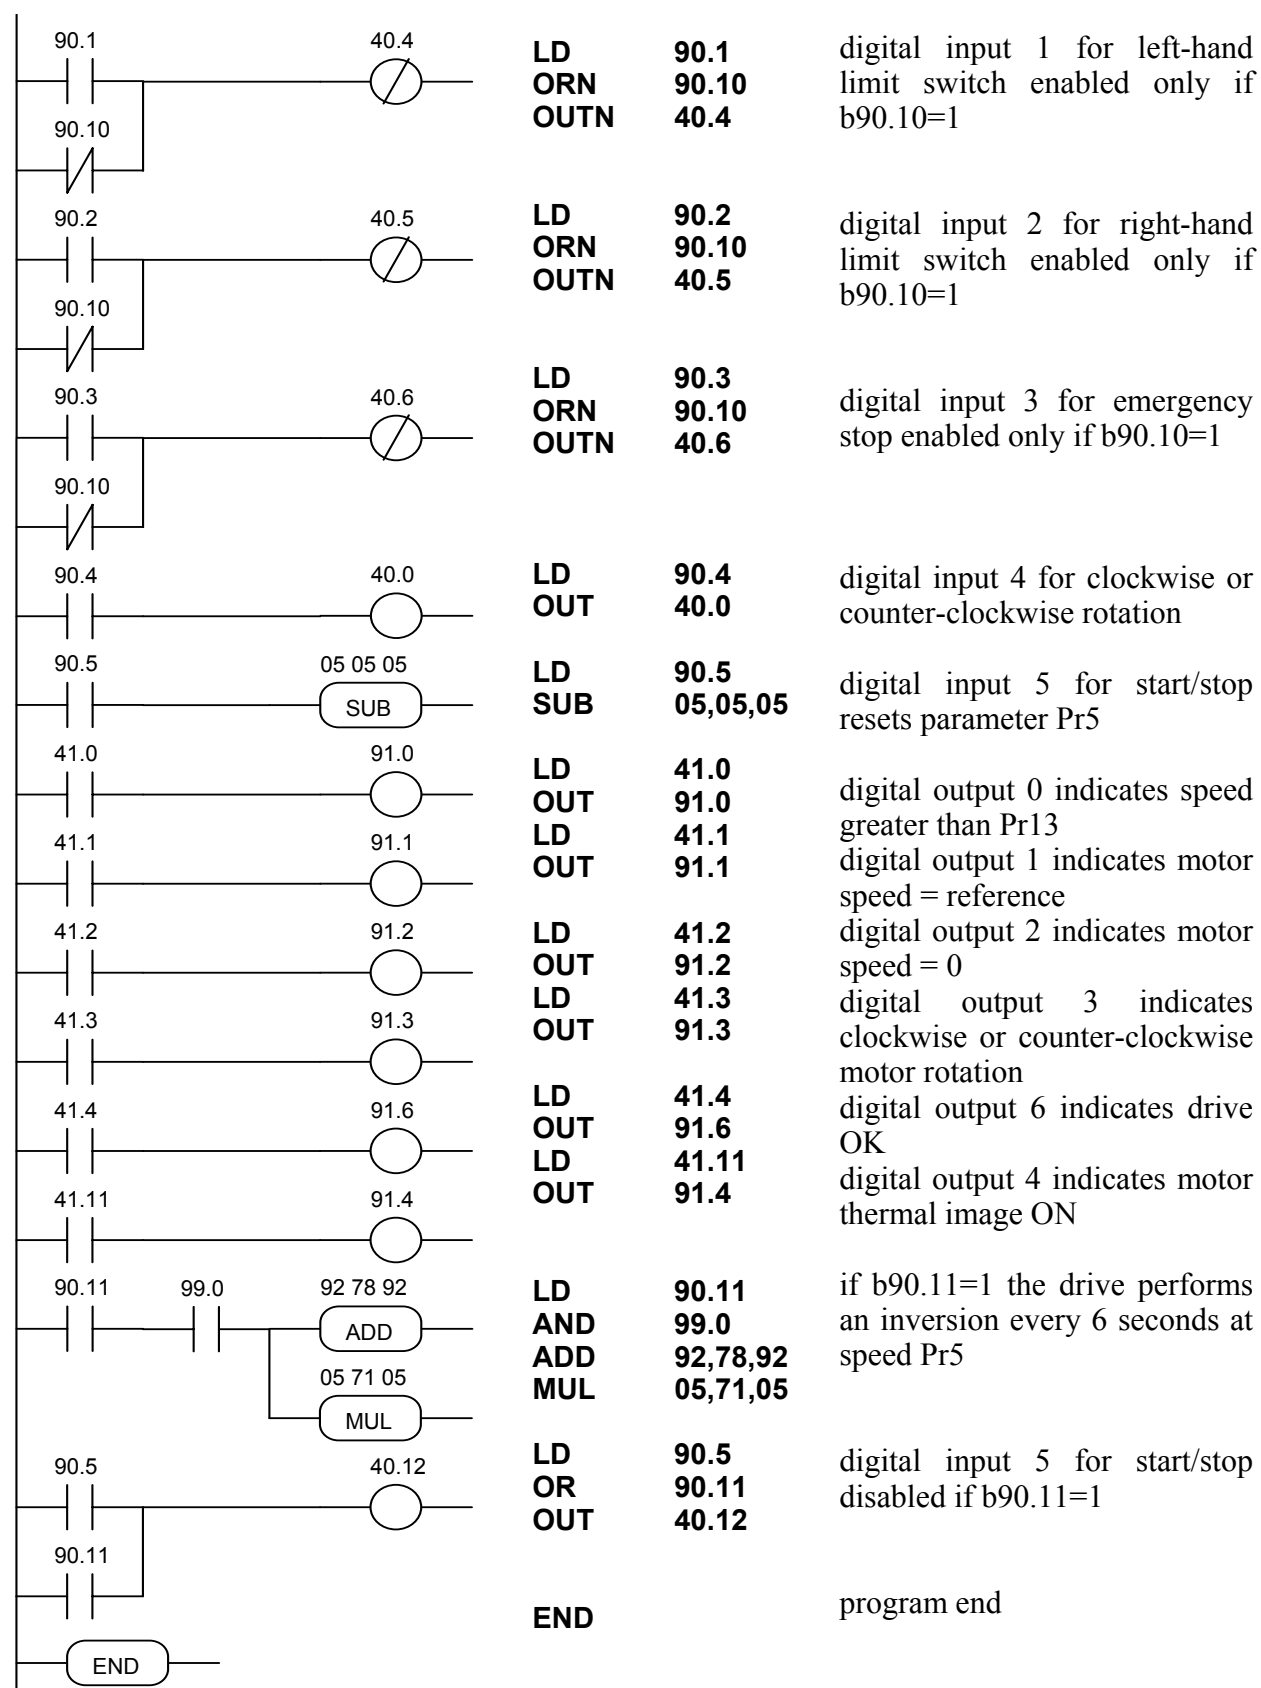 90.1 40.4
90.10
90.2 40.5
90.10
90.3 40.6
90.10
90.4 40.0
90.5 05 05 05
SUB
41.0 91.0
41.1 91.1
41.2 91.2
41.3 91.3
41.4 91.6
41.11 91.4
90.11 99.0 92 78 92
ADD
05 71 05
MUL
90.5 40.12
90.11
END
LD 90.1
ORN 90.10
OUTN 40.4
LD 90.2
ORN 90.10
OUTN 40.5
LD 90.3
ORN 90.10
OUTN 40.6
LD 90.4
OUT 40.0
LD 90.5
SUB 05,05,05
LD 41.0
OUT 91.0
LD 41.1
OUT 91.1
LD 41.2
OUT 91.2
LD 41.3
OUT 91.3
LD 41.4
OUT 91.6
LD 41.11
OUT 91.4
LD 90.11
AND 99.0
ADD 92,78,92
MUL 05,71,05
LD 90.5
OR 90.11
OUT 40.12
END
digital input 1 for left-hand
limit switch enabled only if
b90.10=1
digital input 2 for right-hand
limit switch enabled only if
b90.10=1
digital input 3 for emergency
stop enabled only if b90.10=1
digital input 4 for clockwise or
counter-clockwise rotation
digital input 5 for start/stop
resets parameter Pr5
digital output 0 indicates speed
greater than Pr13
digital output 1 indicates motor
speed = reference
digital output 2 indicates motor
speed = 0
digital output 3 indicates
clockwise or counter-clockwise
motor rotation
digital output 6 indicates drive
OK
digital output 4 indicates motor
thermal image ON
if b90.11=1 the drive performs
an inversion every 6 seconds at
speed Pr5
digital input 5 for start/stop
disabled if b90.11=1
program end